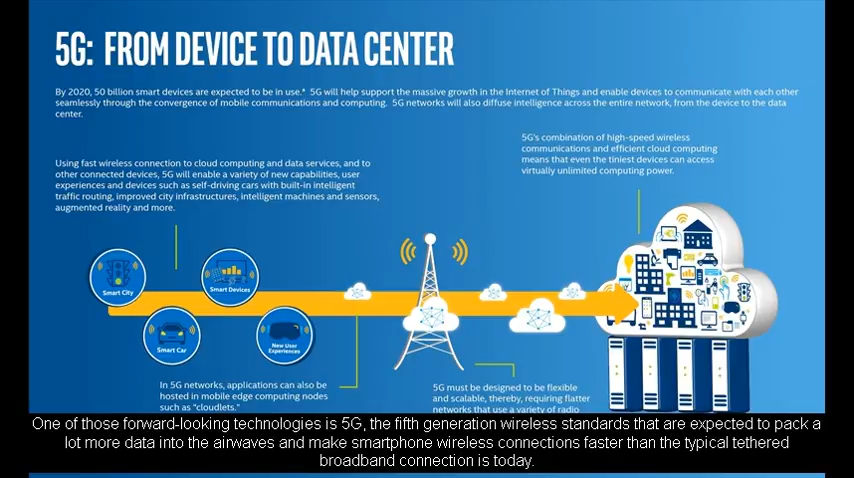 5G: FROM DEVICE TO DATA CENTER
By 2020, 50 billion smart devices are expected to be in use.* 5G will help support the massive growth in the Internet of Things and enable devices to communicate with each other
seamlessly through the convergence of mobile communications and computing. 5G networks will also diffuse intelligence across the entire network, from the device to the data
center.
5G's combination of high-speed wireless
communications and efficient cloud computing
means that even the tiniest devices can access
virtually unlimited computing power.
Using fast wireless connection to cloud computing and data services, and to
other connected devices, 5G will enable a variety of new capabilities, user
experiences and devices such as self-driving cars with built-in intelligent
traffic routing, improved city infrastructures, intelligent machines and sensors,
augmented reality and more.
Smart City
Smart Devices
Smart Car
New User
Experiences
In 5G networks, applications can also be
hosted in mobile edge computing nodes
such as "cloudlets."
5G must be designed to be flexible
and scalable, thereby, requiring flatter
networks that use a variety of radio
One of those forward-looking technologies is 5G, the fifth generation wireless standards that are expected to pack a
lot more data into the airwaves and make smartphone wireless connections faster than the typical tethered
broadband connection is today.